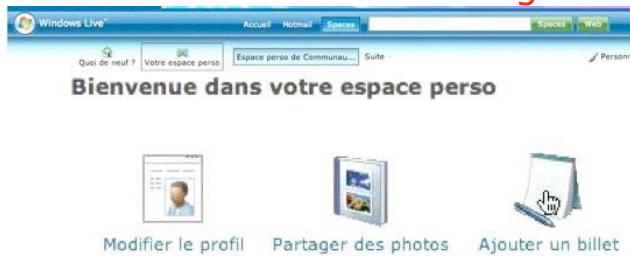 Windows Live™ Accueil Hotmail Spaces Spaces Web
Quoi de neuf ? Votre espace perso Espace perso de Communau... Suite
Bienvenue dans votre espace perso
Modifier le profil Partager des photos Ajouter un billet